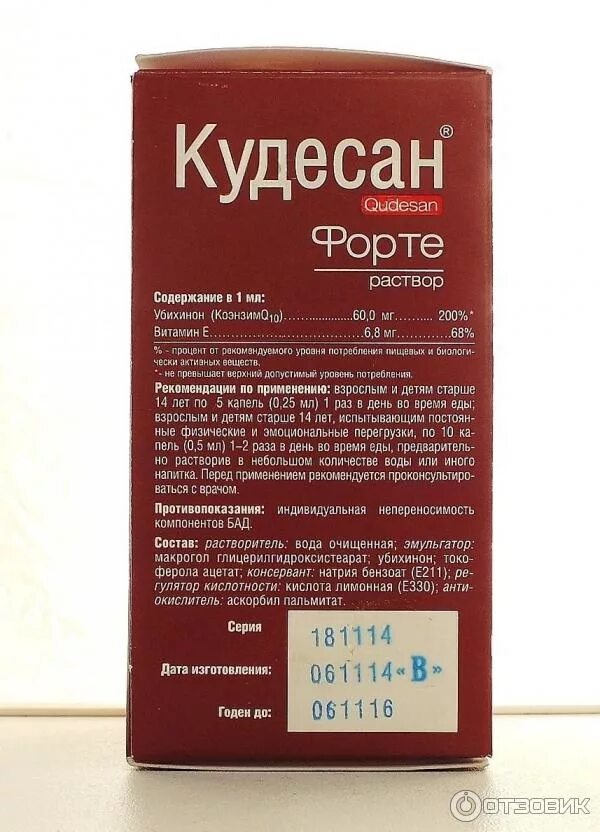 Кудесан®
Qudesan
Форте
раствор
Содержание в 1 мл:
Убихинон (КоэнзимQ10)..................60,0 мг......... 200%*
Витамин Е.....................................6,8 мг..............68%
% - процент от рекомендуемого уровня потребления пищевых и биологи-
чески активных веществ.
*- не превышает верхний допустимый уровень потребления.
Рекомендации по применению: взрослым и детям старше
14 лет по 5 капель (0,25 мл) 1 раз в день во время еды;
взрослым и детям старше 14 лет, испытывающим постоян-
ные физические и эмоциональные перегрузки, по 10 ка-
пель (0,5 мл) 1–2 раза в день во время еды, предваритель-
но растворив в небольшом количестве воды или иного
напитка. Перед применением рекомендуется проконсультиро-
ваться с врачом.
Противопоказания: индивидуальная непереносимость
компонентов БАД.
Состав: растворитель: вода очищенная; эмульгатор:
макрогол глицерилгидроксистеарат; убихинон; токо-
ферола ацетат; консервант: натрия бензоат (Е211); ре-
гулятор кислотности: кислота лимонная (Е330); анти-
окислитель: аскорбил пальмитат.
Серия 181114
Дата изготовления: 061114 «В»
Годен до: 061116
ОТЗОВИК